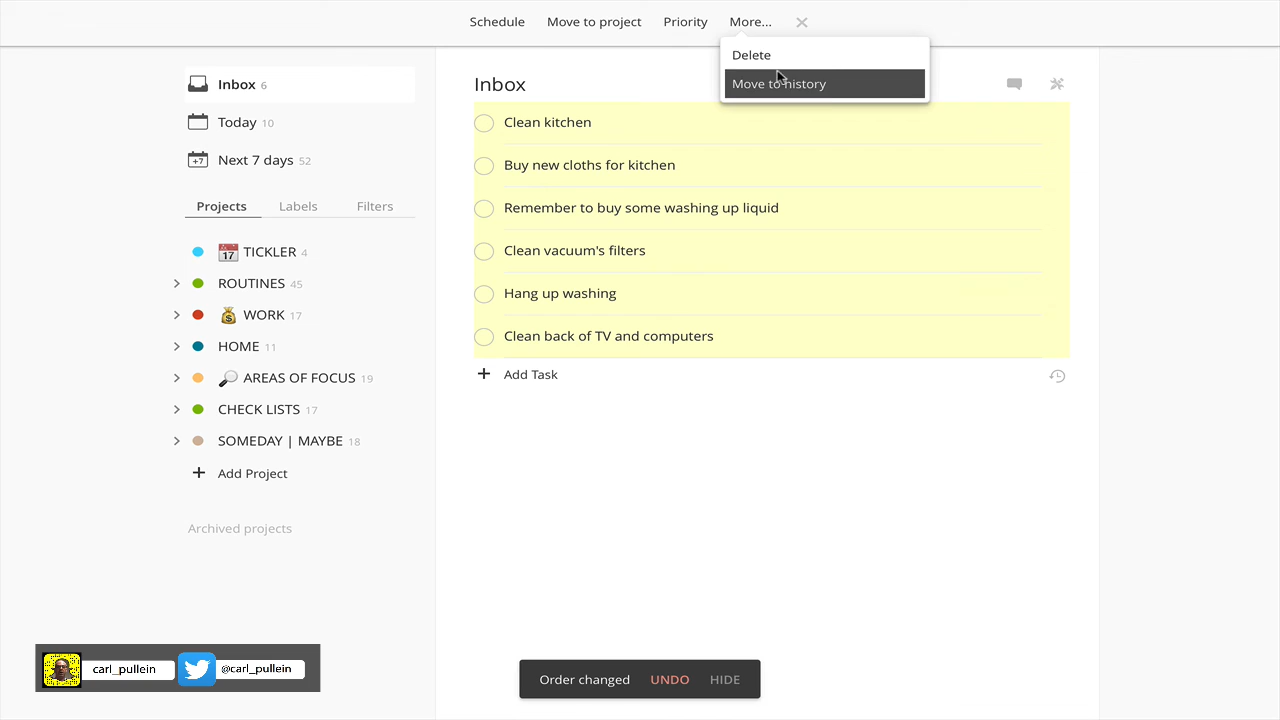 Schedule Move to project Priority More...
Delete
Move to history
Inbox 6
Today 10
+7 Next 7 days 52
Projects Labels Filters
17 TICKLER 4
ROUTINES 45
WORK 17
HOME 11
AREAS OF FOCUS 19
CHECK LISTS 17
SOMEDAY | MAYBE 18
Add Project
Archived projects
Inbox
Clean kitchen
Buy new cloths for kitchen
Remember to buy some washing up liquid
Clean vacuum's filters
Hang up washing
Clean back of TV and computers
Add Task
carl_pullein @carl_pullein
Order changed UNDO HIDE